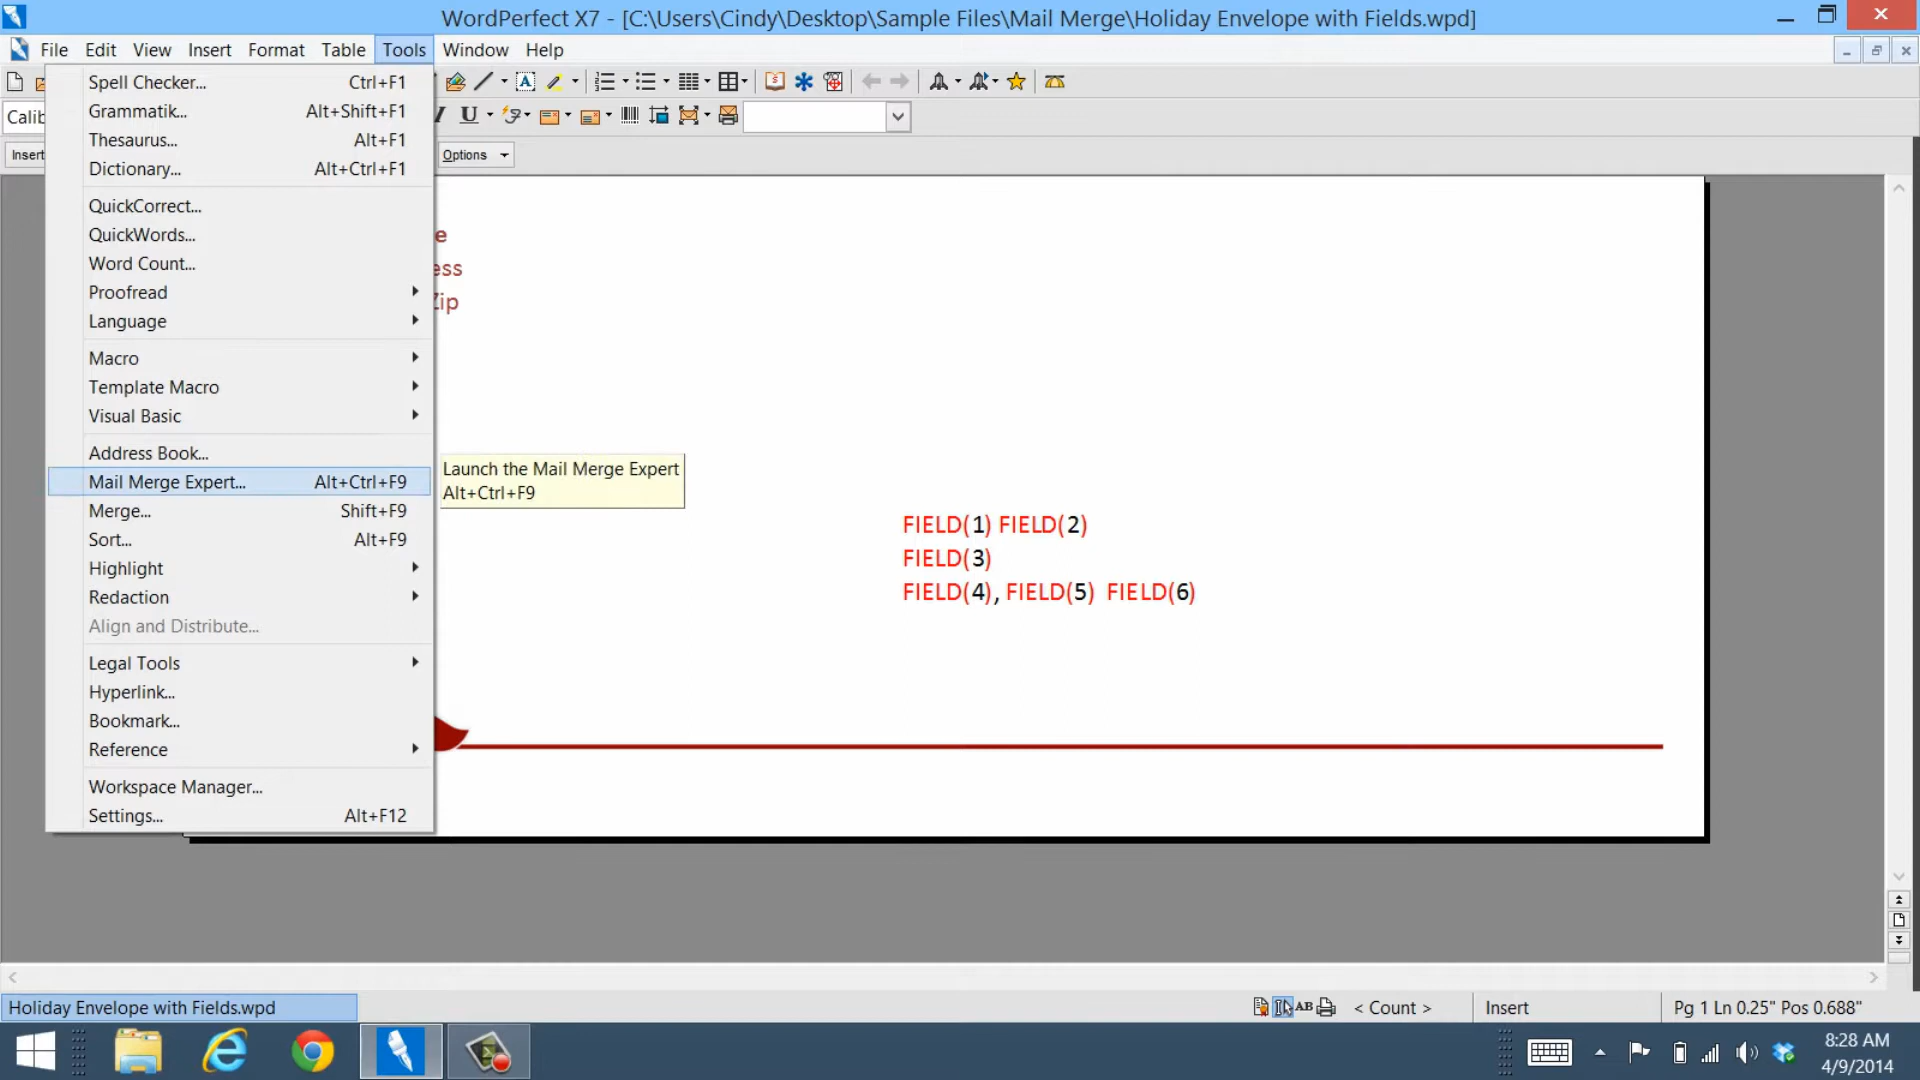 WordPerfect X7 - [C:\Users\Cindy\Desktop\Sample Files\Mail Merge\Holiday Envelope with Fields.wpd]
File Edit View Insert Format Table Tools Window Help
Calib
Insert
Options
Spell Checker... Ctrl+F1
Grammatik... Alt+Shift+F1
Thesaurus... Alt+F1
Dictionary... Alt+Ctrl+F1
QuickCorrect...
QuickWords...
Word Count...
Proofread
Language
Macro
Template Macro
Visual Basic
Address Book...
Mail Merge Expert... Alt+Ctrl+F9
Merge... Shift+F9
Sort... Alt+F9
Highlight
Redaction
Align and Distribute...
Legal Tools
Hyperlink...
Bookmark...
Reference
Workspace Manager...
Settings... Alt+F12
Launch the Mail Merge Expert
Alt+Ctrl+F9
e
ess
Zip
FIELD(1) FIELD(2)
FIELD(3)
FIELD(4), FIELD(5) FIELD(6)
Holiday Envelope with Fields.wpd
AB
< Count >
Insert
Pg 1 Ln 0.25" Pos 0.688"
8:28 AM
4/9/2014